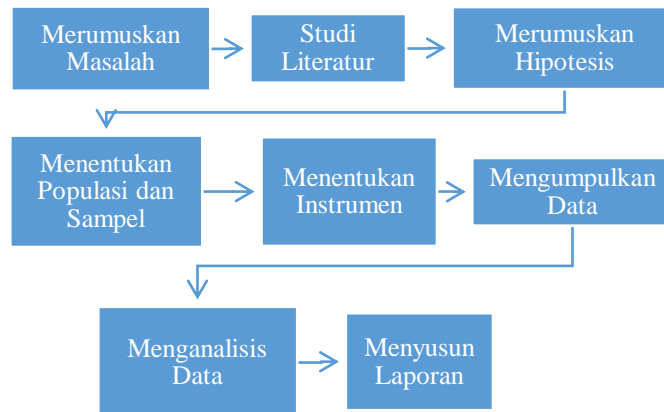 Merumuskan
Masalah
Studi
Literatur
Merumuskan
Hipotesis
Menentukan
Populasi dan
Sampel
Menentukan
Instrumen
Mengumpulkan
Data
Menganalisis
Data
Menyusun
Laporan